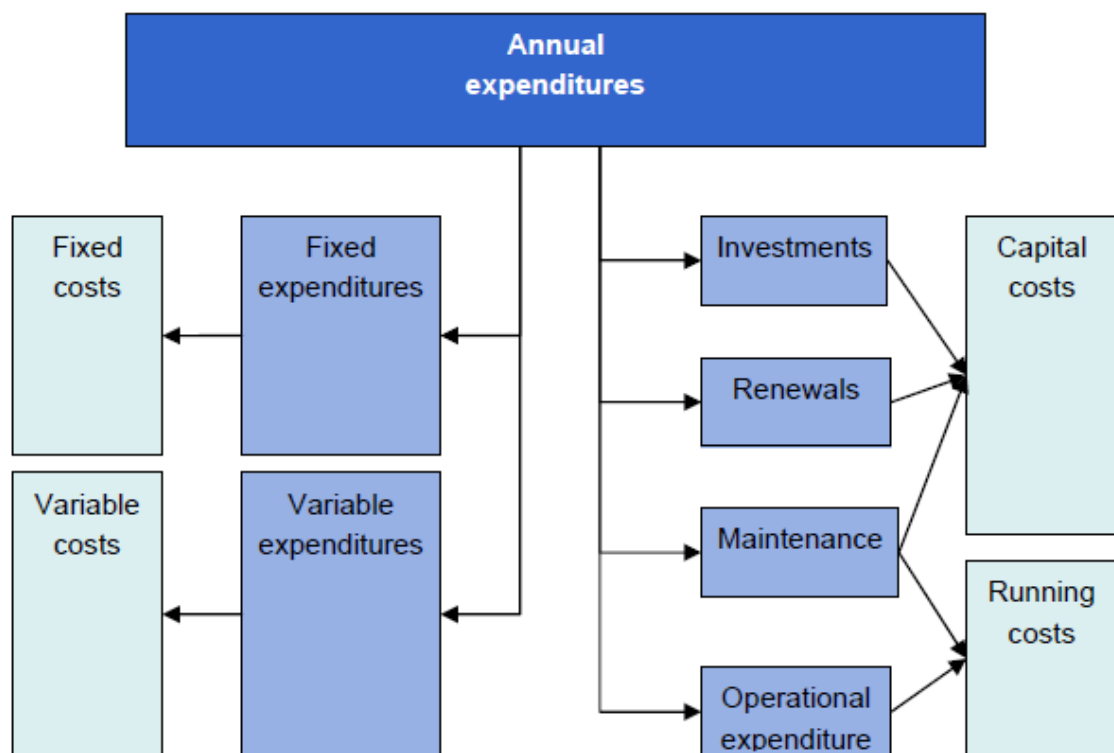 Annual
expenditures
Fixed
costs
Fixed
expenditures
Investments
Capital
costs
Renewals
Variable
costs
Variable
expenditures
Maintenance
Running
costs
Operational
expenditure